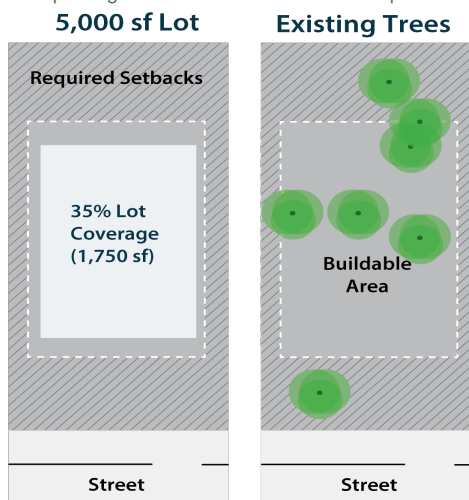 5,000 sf Lot
Required Setbacks
35% Lot
Coverage
(1,750 sf)
Street
Existing Trees
Buildable
Area
Street